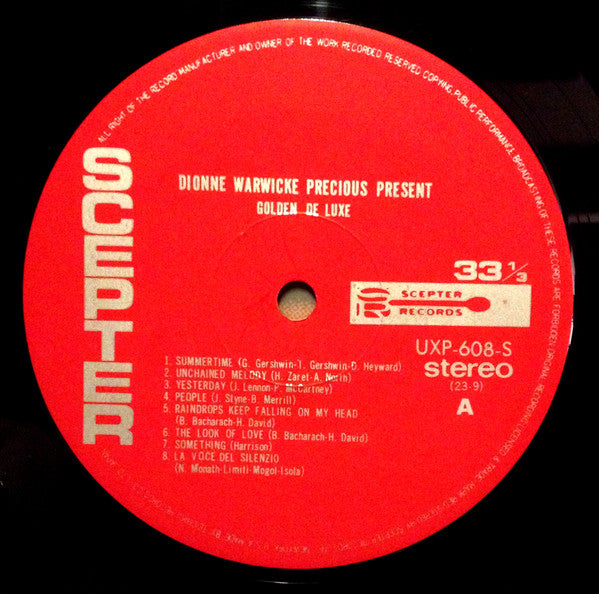 ALL RIGHT OF THE RECORD MANUFACTURER AND OWNER OF THE WORK RECORDED RESERVED COPYING, PUBLIC PERFORMANCE, BROADCASTING OF THESE RECORDS ARE FORBIDDEN
SCEPTER
DIONNE WARWICKE PRECIOUS PRESENT
GOLDEN DE LUXE
33 1/3
SR
SCEPTER
RECORDS
UXP-608-S
stereo
(23-9)
A
1. SUMMERTIME (G. Gershwin-I. Gershwin-D. Heyward)
2. UNCHAINED MELODY (H. Zaret-A. North)
3. YESTERDAY (J. Lennon-P. McCartney)
4. PEOPLE (J. Styne-B. Merrill)
5. RAINDROPS KEEP FALLING ON MY HEAD
(B. Bacharach-H. David)
6. THE LOOK OF LOVE (B. Bacharach-H. David)
7. SOMETHING (Harrison)
8. LA VOCE DEL SILENZIO
(N. Monath-Limiti-Mogol-Isola)